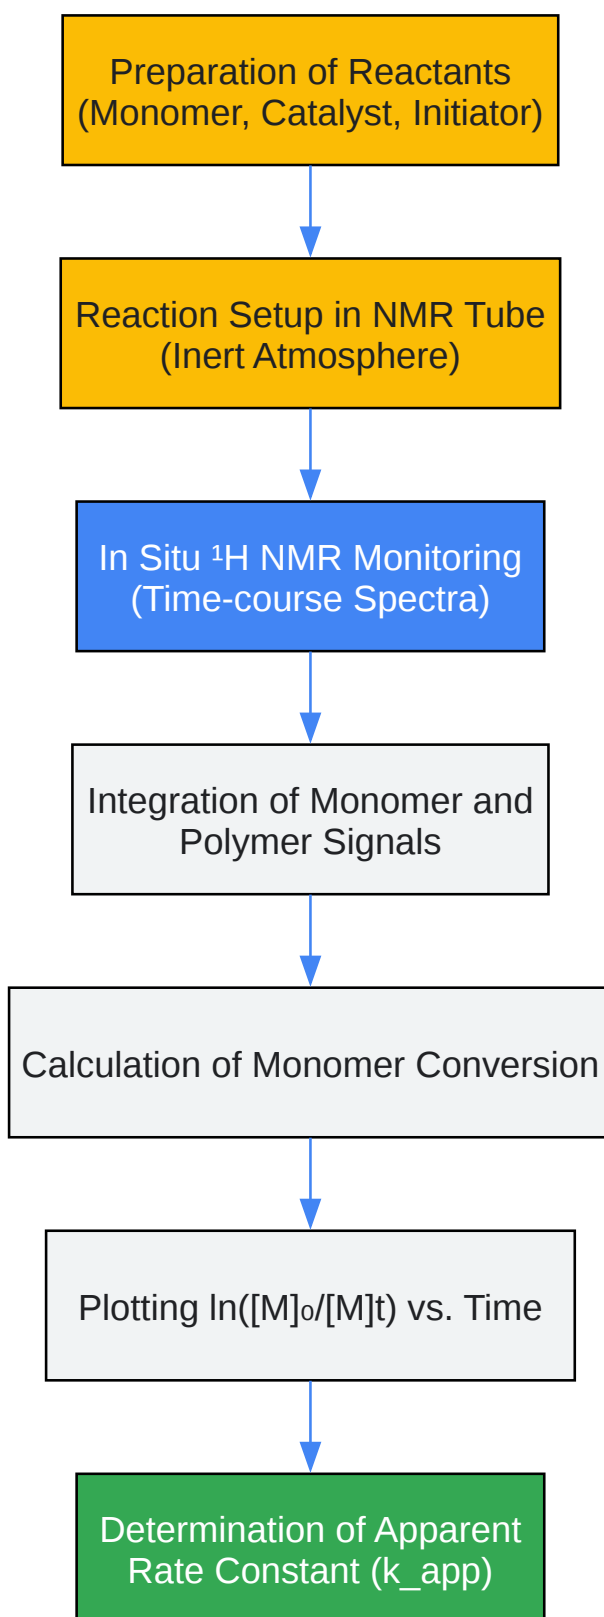 Preparation of Reactants
(Monomer, Catalyst, Initiator)
Reaction Setup in NMR Tube
(Inert Atmosphere)
In Situ ¹H NMR Monitoring
(Time-course Spectra)
Integration of Monomer and
Polymer Signals
Calculation of Monomer Conversion
Plotting ln([M]₀/[M]t) vs. Time
Determination of Apparent
Rate Constant (k_app)